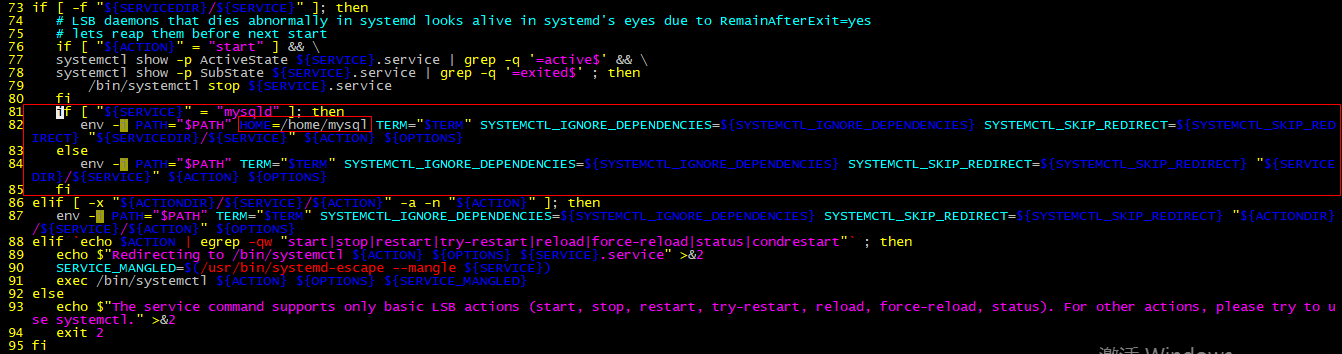 73 if [ -f "${SERVICEDIR}/${SERVICE}" ]; then
74 # LSB daemons that dies abnormally in systemd looks alive in systemd's eyes due to RemainAfterExit=yes
75 # lets reap them before next start
76 if [ "${ACTION}" = "start" ] && \
77 systemctl show -p ActiveState ${SERVICE}.service | grep -q '=active$' && \
78 systemctl show -p SubState ${SERVICE}.service | grep -q '=exited$' ; then
79 /bin/systemctl stop ${SERVICE}.service
80 fi
81 if [ "${SERVICE}" = "mysqld" ]; then
82 env - PATH="$PATH" HOME=/home/mysql TERM="$TERM" SYSTEMCTL_IGNORE_DEPENDENCIES=${SYSTEMCTL_IGNORE_DEPENDENCIES} SYSTEMCTL_SKIP_REDIRECT=${SYSTEMCTL_SKIP_RED
IRECT} "${SERVICEDIR}/${SERVICE}" ${ACTION} ${OPTIONS}
83 else
84 env - PATH="$PATH" TERM="$TERM" SYSTEMCTL_IGNORE_DEPENDENCIES=${SYSTEMCTL_IGNORE_DEPENDENCIES} SYSTEMCTL_SKIP_REDIRECT=${SYSTEMCTL_SKIP_REDIRECT} "${SERVICE
DIR}/${SERVICE}" ${ACTION} ${OPTIONS}
85 fi
86 elif [ -x "${ACTIONDIR}/${SERVICE}/${ACTION}" -a -n "${ACTION}" ]; then
87 env - PATH="$PATH" TERM="$TERM" SYSTEMCTL_IGNORE_DEPENDENCIES=${SYSTEMCTL_IGNORE_DEPENDENCIES} SYSTEMCTL_SKIP_REDIRECT=${SYSTEMCTL_SKIP_REDIRECT} "${ACTIONDIR}
/${SERVICE}/${ACTION}" ${OPTIONS}
88 elif `echo $ACTION | egrep -qw "start|stop|restart|try-restart|reload|force-reload|status|condrestart"` ; then
89 echo $"Redirecting to /bin/systemctl ${ACTION} ${OPTIONS} ${SERVICE}.service" >&2
90 SERVICE_MANGLED=$(/usr/bin/systemd-escape --mangle ${SERVICE})
91 exec /bin/systemctl ${ACTION} ${OPTIONS} ${SERVICE_MANGLED}
92 else
93 echo $"The service command supports only basic LSB actions (start, stop, restart, try-restart, reload, force-reload, status). For other actions, please try to u
se systemctl." >&2
94 exit 2
95 fi
激活 Windows